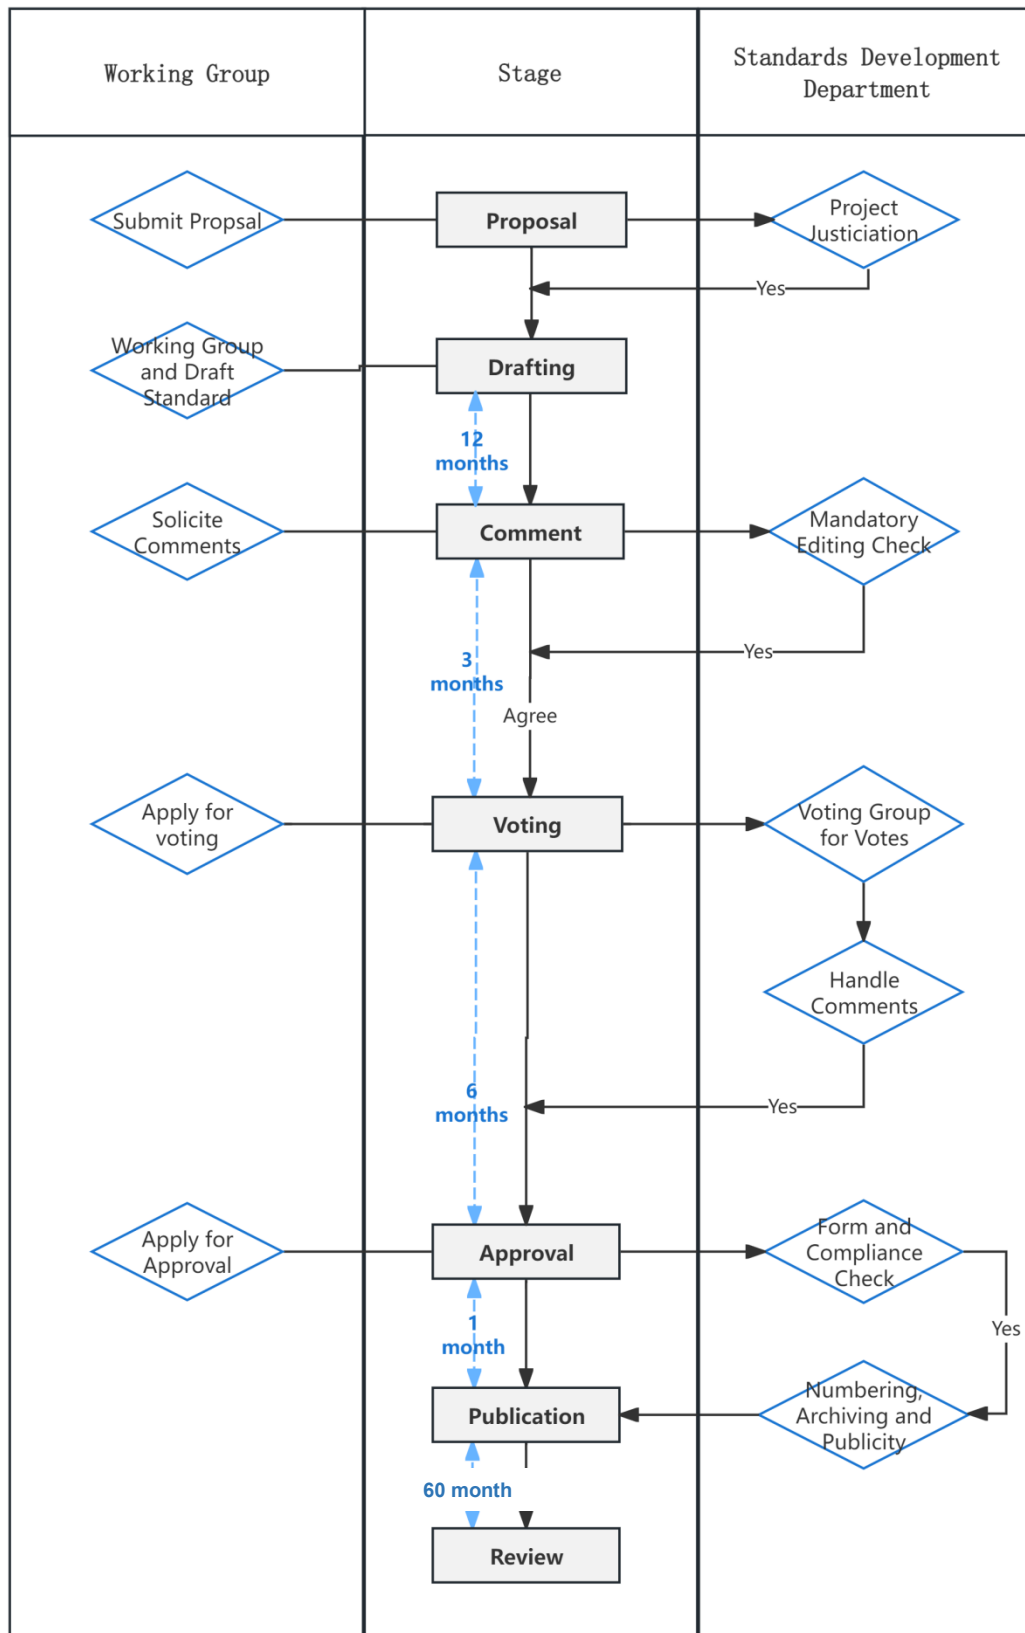 Working Group
Stage
Standards Development
Department
Submit Propsal
Proposal
Project
Justiciation
Yes
Working Group
and Draft
Standard
Drafting
12
months
Solicite
Comments
Comment
Mandatory
Editing Check
Yes
3
months
Agree
Apply for
voting
Voting
Voting Group
for Votes
Handle
Comments
6
months
Yes
Apply for
Approval
Approval
Form and
Compliance
Check
1
month
Yes
Publication
Numbering,
Archiving and
Publicity
60 month
Review